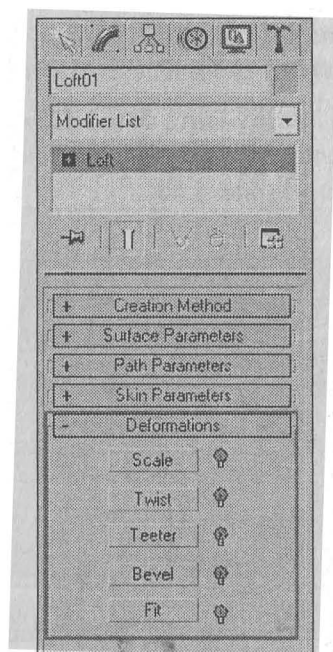 Loft01
Modifier List
Loft
+ Creation Method
+ Surface Parameters
+ Path Parameters
+ Skin Parameters
- Deformations
Scale
Twist
Teeter
Bevel
Fit